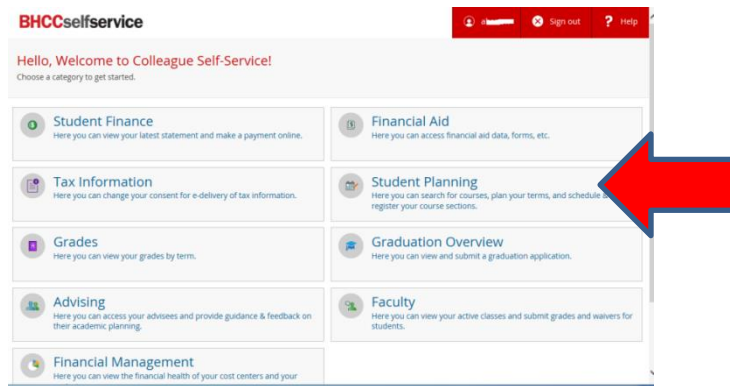 BHCCselfservice
Sign out
? Help
Hello, Welcome to Colleague Self-Service!
Choose a category to get started.
Student Finance
Here you can view your latest statement and make a payment online.
Financial Aid
Here you can access financial aid data, forms, etc.
Tax Information
Here you can change your consent for e-delivery of tax information.
Student Planning
Here you can search for courses, plan your terms, and schedule &
register your course sections.
Grades
Here you can view your grades by term.
Graduation Overview
Here you can view and submit a graduation application.
Advising
Here you can access your advisees and provide guidance & feedback on
their academic planning.
Faculty
Here you can view your active classes and submit grades and waivers for
students.
Financial Management
Here you can view the financial health of your cost centers and your